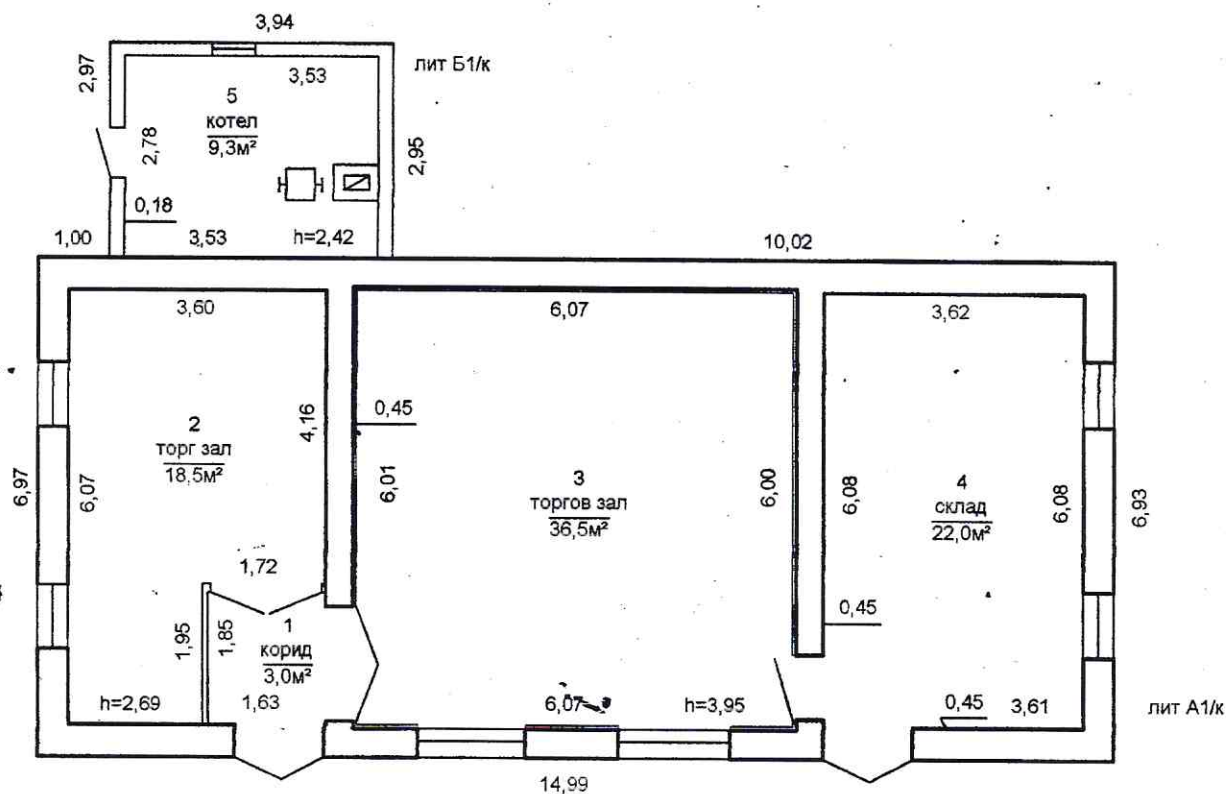 3,94
лит Б1/к
2,97
3,53
5
котел
9,3м²
2,78
2,95
0,18
1,00
3,53
h=2,42
10,02
3,60
6,07
3,62
0,45
4,16
2
торг зал
18,5м²
6,97
6,07
6,01
3
торгов зал
36,5м²
6,00
6,08
4
склад
22,0м²
6,08
6,93
1,72
0,45
1,95
1,85
1
корид
3,0м²
h=2,69
1,63
6,07
h=3,95
0,45
3,61
лит А1/к
14,99